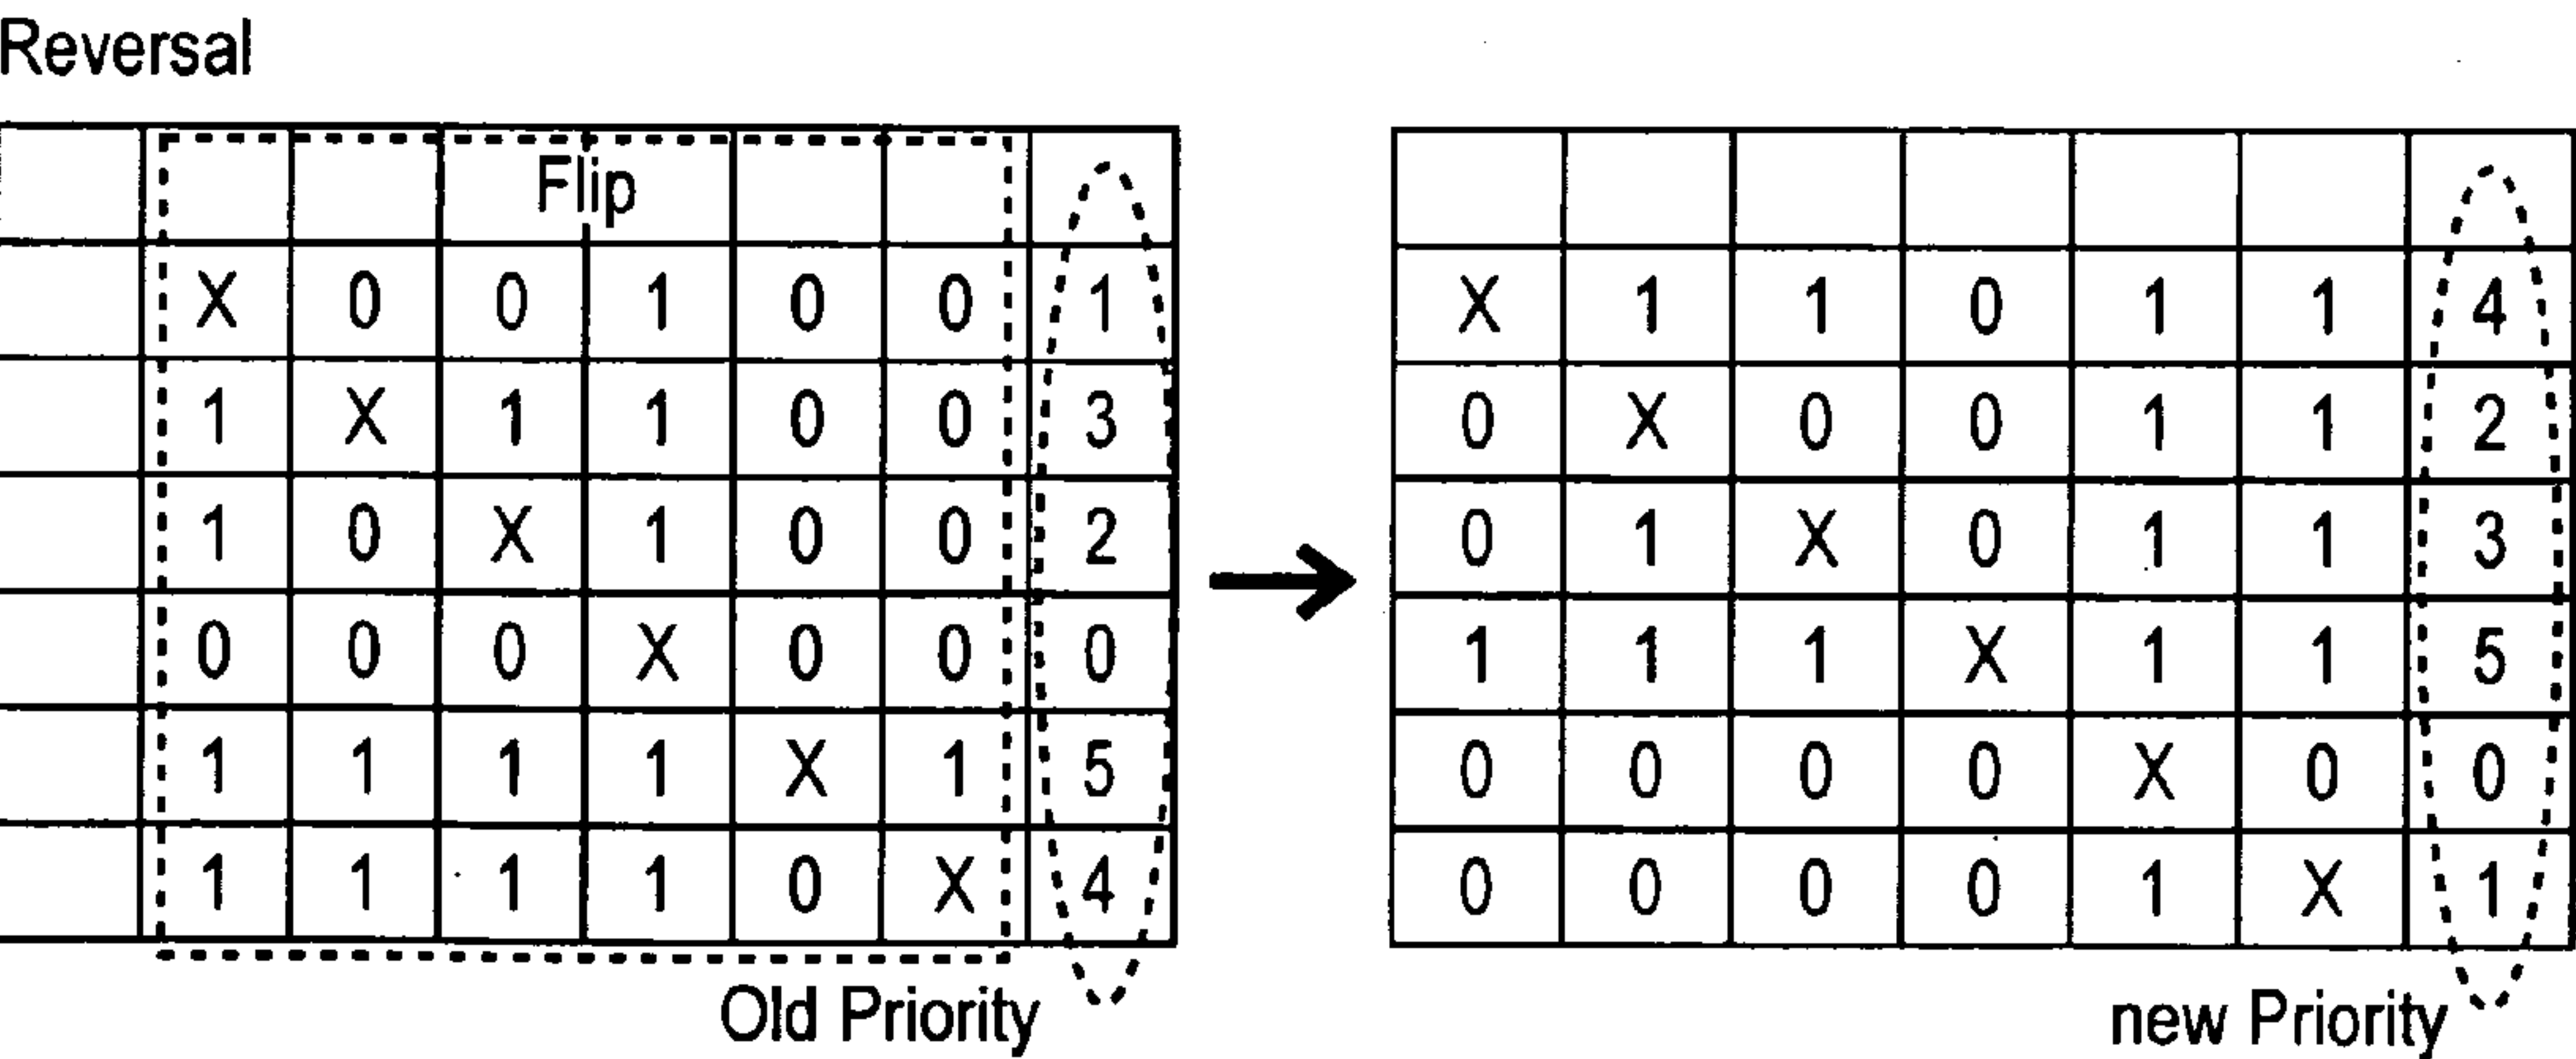 Reversal
Flip
X 0 0 1 0 0 1 X 1 1 0 1 1 4
1 X 1 1 0 0 3 0 X 0 0 1 1 2
1 0 X 1 0 0 2 0 1 X 0 1 1 3
0 0 0 X 0 0 0 1 1 1 X 1 1 5
1 1 1 1 X 1 5 0 0 0 0 X 0 0
1 1 1 1 0 X 4 0 0 0 0 1 X 1
Old Priority new Priority